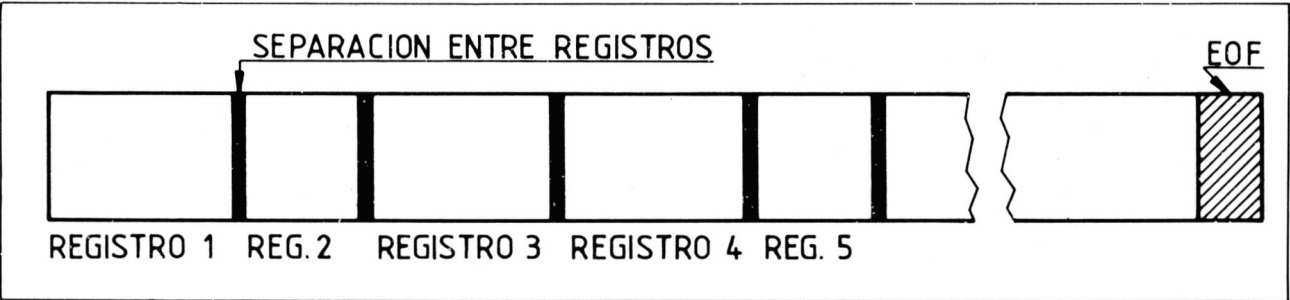 SEPARACION ENTRE REGISTROS
EOF
REGISTRO 1 REG. 2 REGISTRO 3 REGISTRO 4 REG. 5